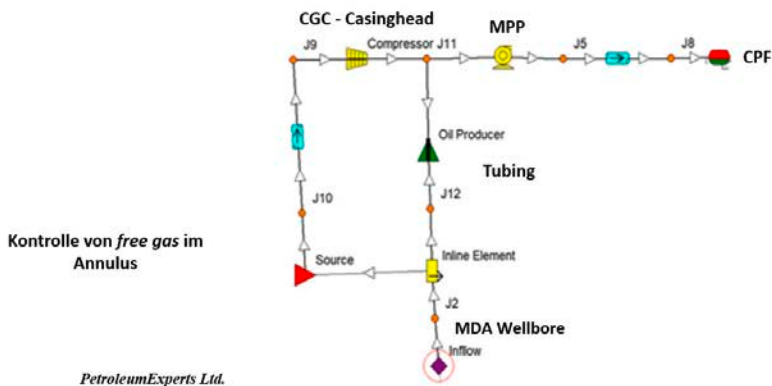 CGC - Casinghead
MPP
J9
Compressor J11
J5
J8
CPF
Oil Producer
Tubing
J10
J12
Kontrolle von free gas im
Annulus
Source
Inline Element
J2
MDA Wellbore
Inflow
PetroleumExperts Ltd.